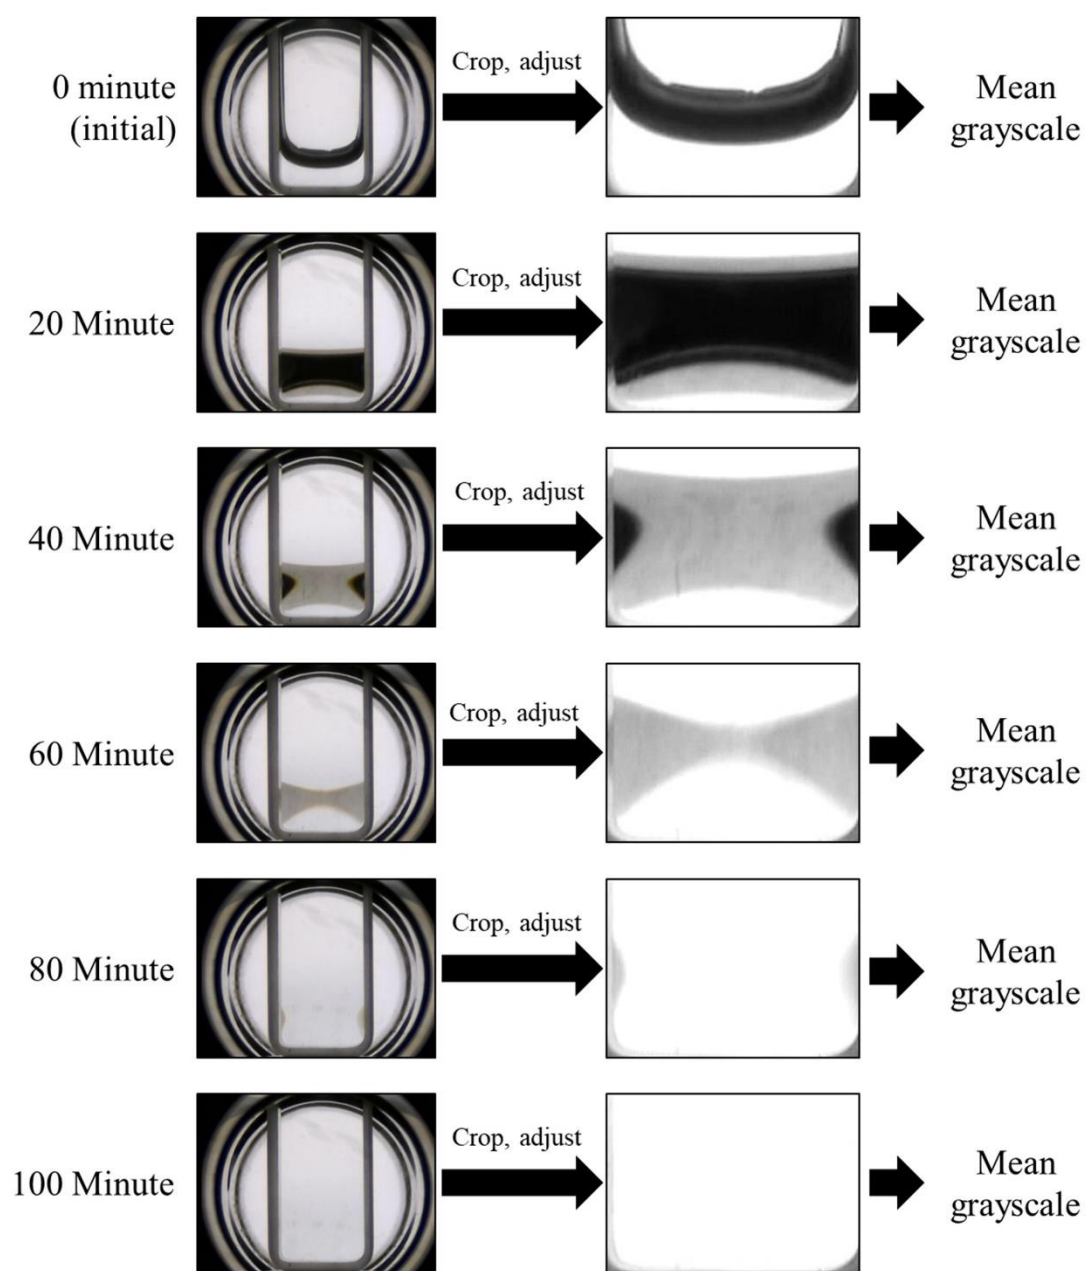 0 minute
(initial)
Crop, adjust
Mean
grayscale
20 Minute
Crop, adjust
Mean
grayscale
40 Minute
Crop, adjust
Mean
grayscale
60 Minute
Crop, adjust
Mean
grayscale
80 Minute
Crop, adjust
Mean
grayscale
100 Minute
Crop, adjust
Mean
grayscale